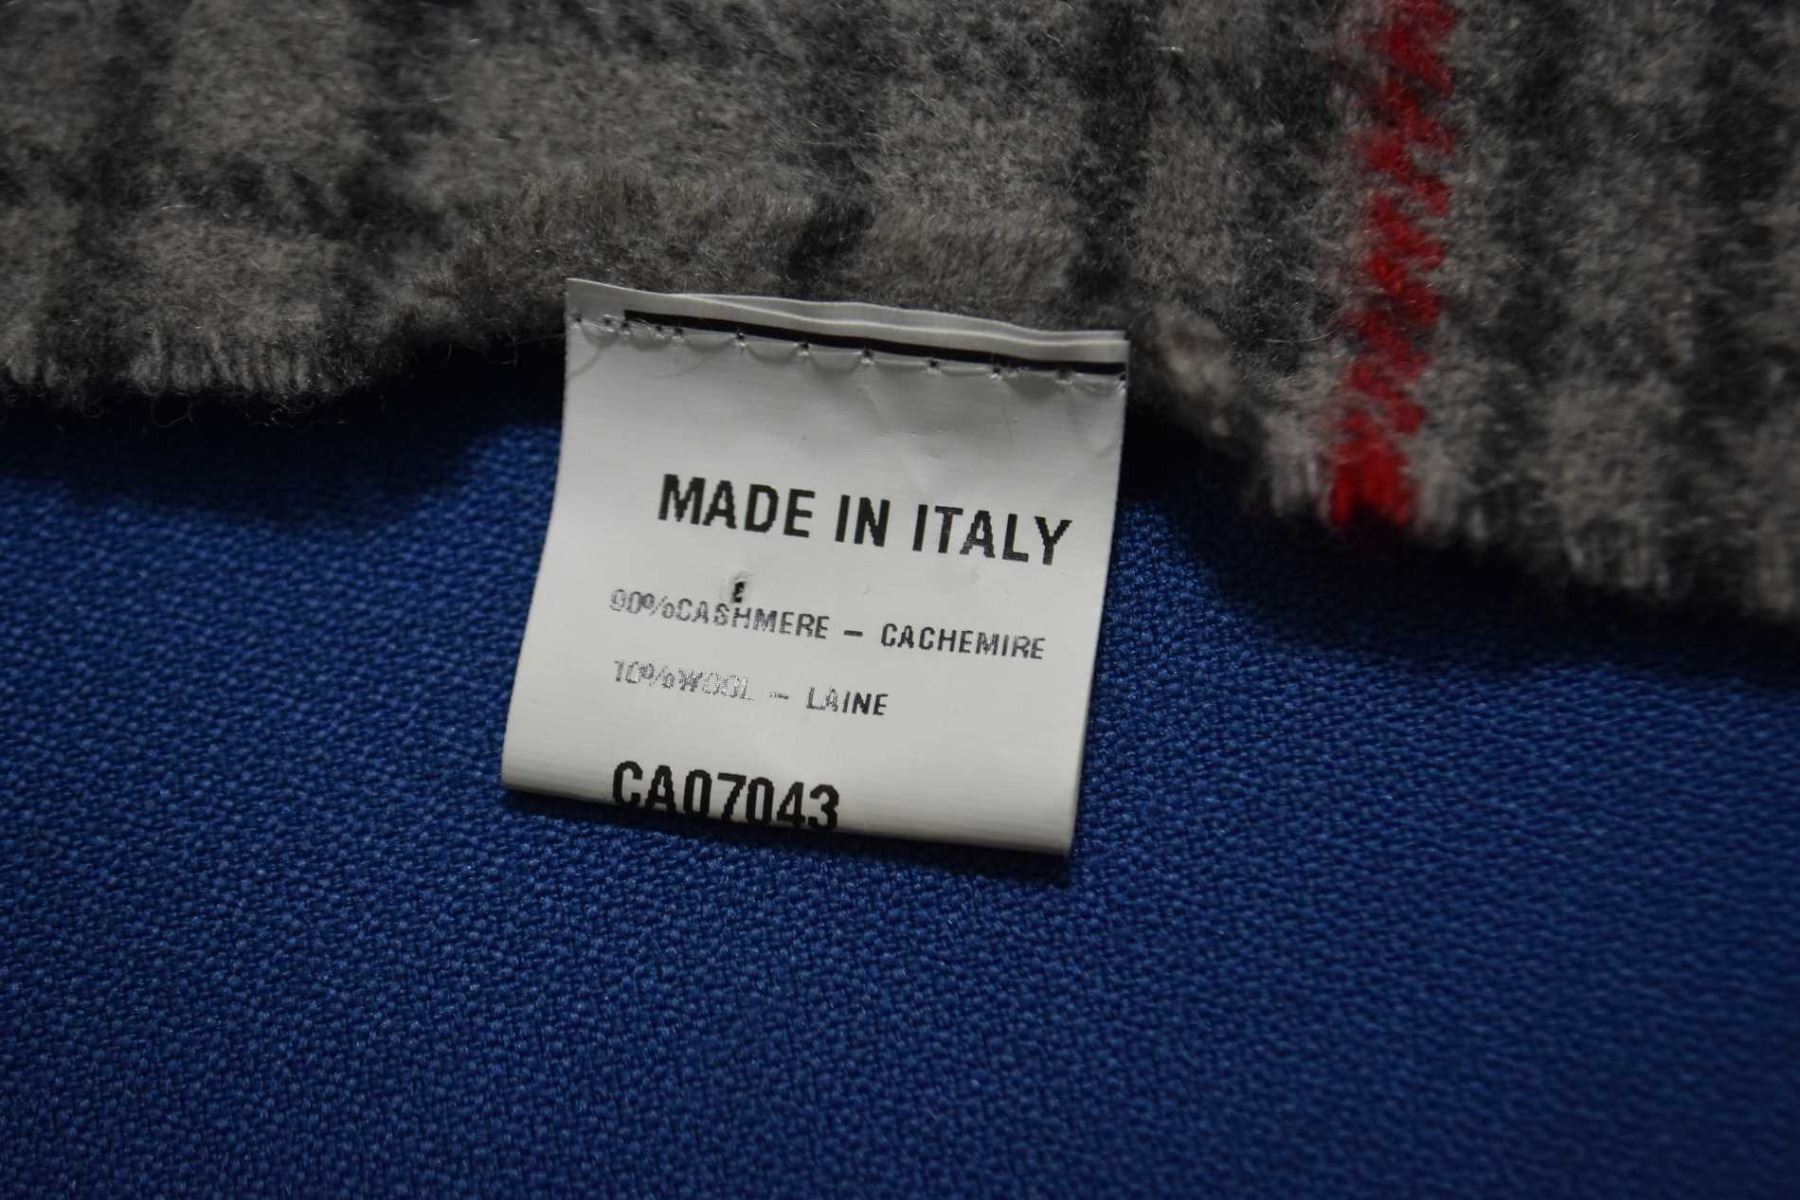 MADE IN ITALY
90%CASHMERE – CACHEMIRE
10%WOOL – LAINE
CA07043